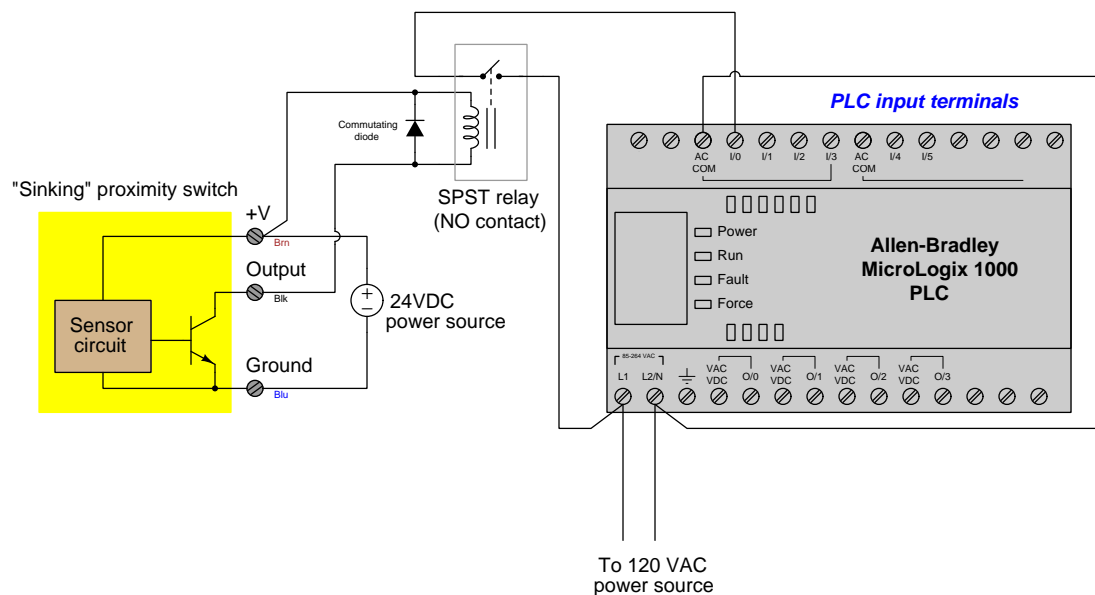 PLC input terminals
AC
COM
I/0
I/1
I/2
I/3
AC
COM
I/4
I/5
Commutating
diode
SPST relay
(NO contact)
"Sinking" proximity switch
+V
Brn
Output
Blk
Sensor
circuit
24VDC
power source
Ground
Blu
Power
Run
Fault
Force
Allen-Bradley
MicroLogix 1000
PLC
85-264 VAC
L1
L2/N
VAC
VDC
O/0
VAC
VDC
O/1
VAC
VDC
O/2
VAC
VDC
O/3
To 120 VAC
power source